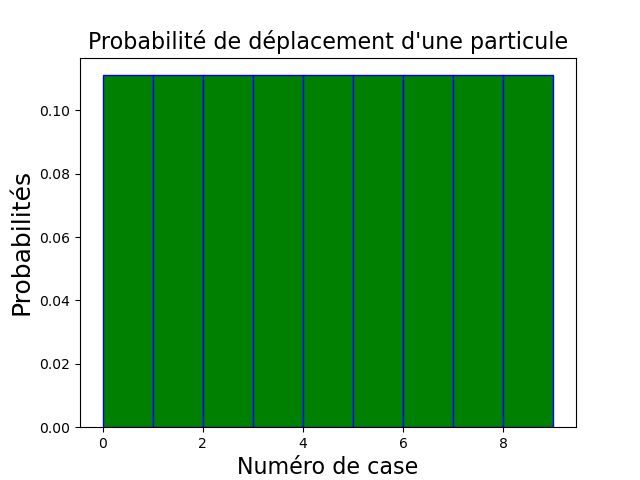 Probabilité de déplacement d'une particule
Probabilités
0.10
0.08
0.06
0.04
0.02
0.00
0 2 4 6 8
Numéro de case